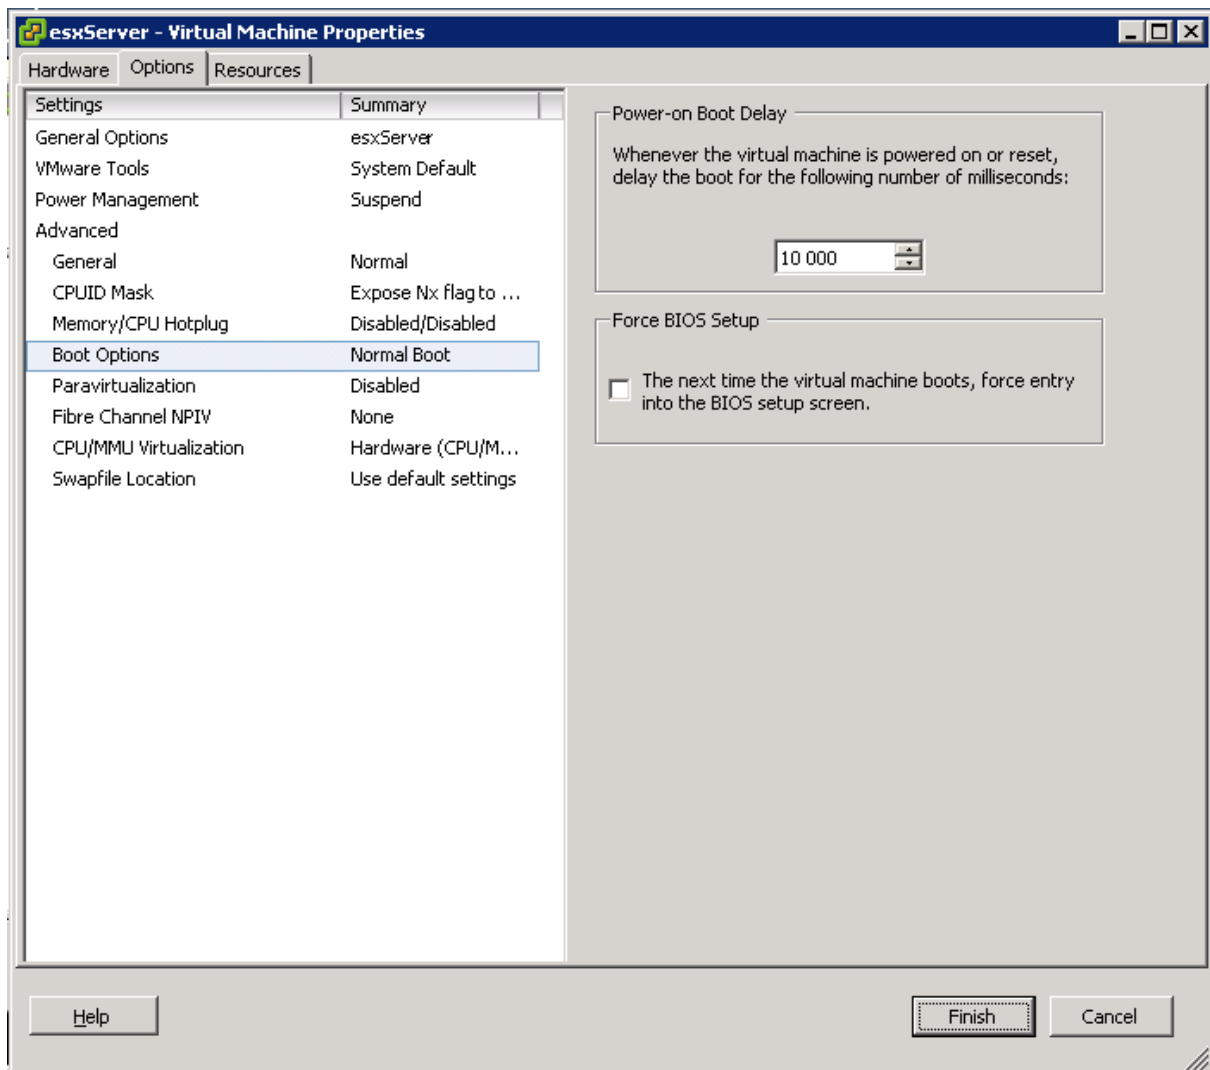 esxServer - Virtual Machine Properties
Hardware Options Resources
Settings Summary
General Options esxServer
VMware Tools System Default
Power Management Suspend
Advanced
General Normal
CPUID Mask Expose Nx flag to ...
Memory/CPU Hotplug Disabled/Disabled
Boot Options Normal Boot
Paravirtualization Disabled
Fibre Channel NPIV None
CPU/MMU Virtualization Hardware (CPU/M...
Swapfile Location Use default settings
Power-on Boot Delay
Whenever the virtual machine is powered on or reset,
delay the boot for the following number of milliseconds:
10 000
Force BIOS Setup
The next time the virtual machine boots, force entry
into the BIOS setup screen.
Help Finish Cancel